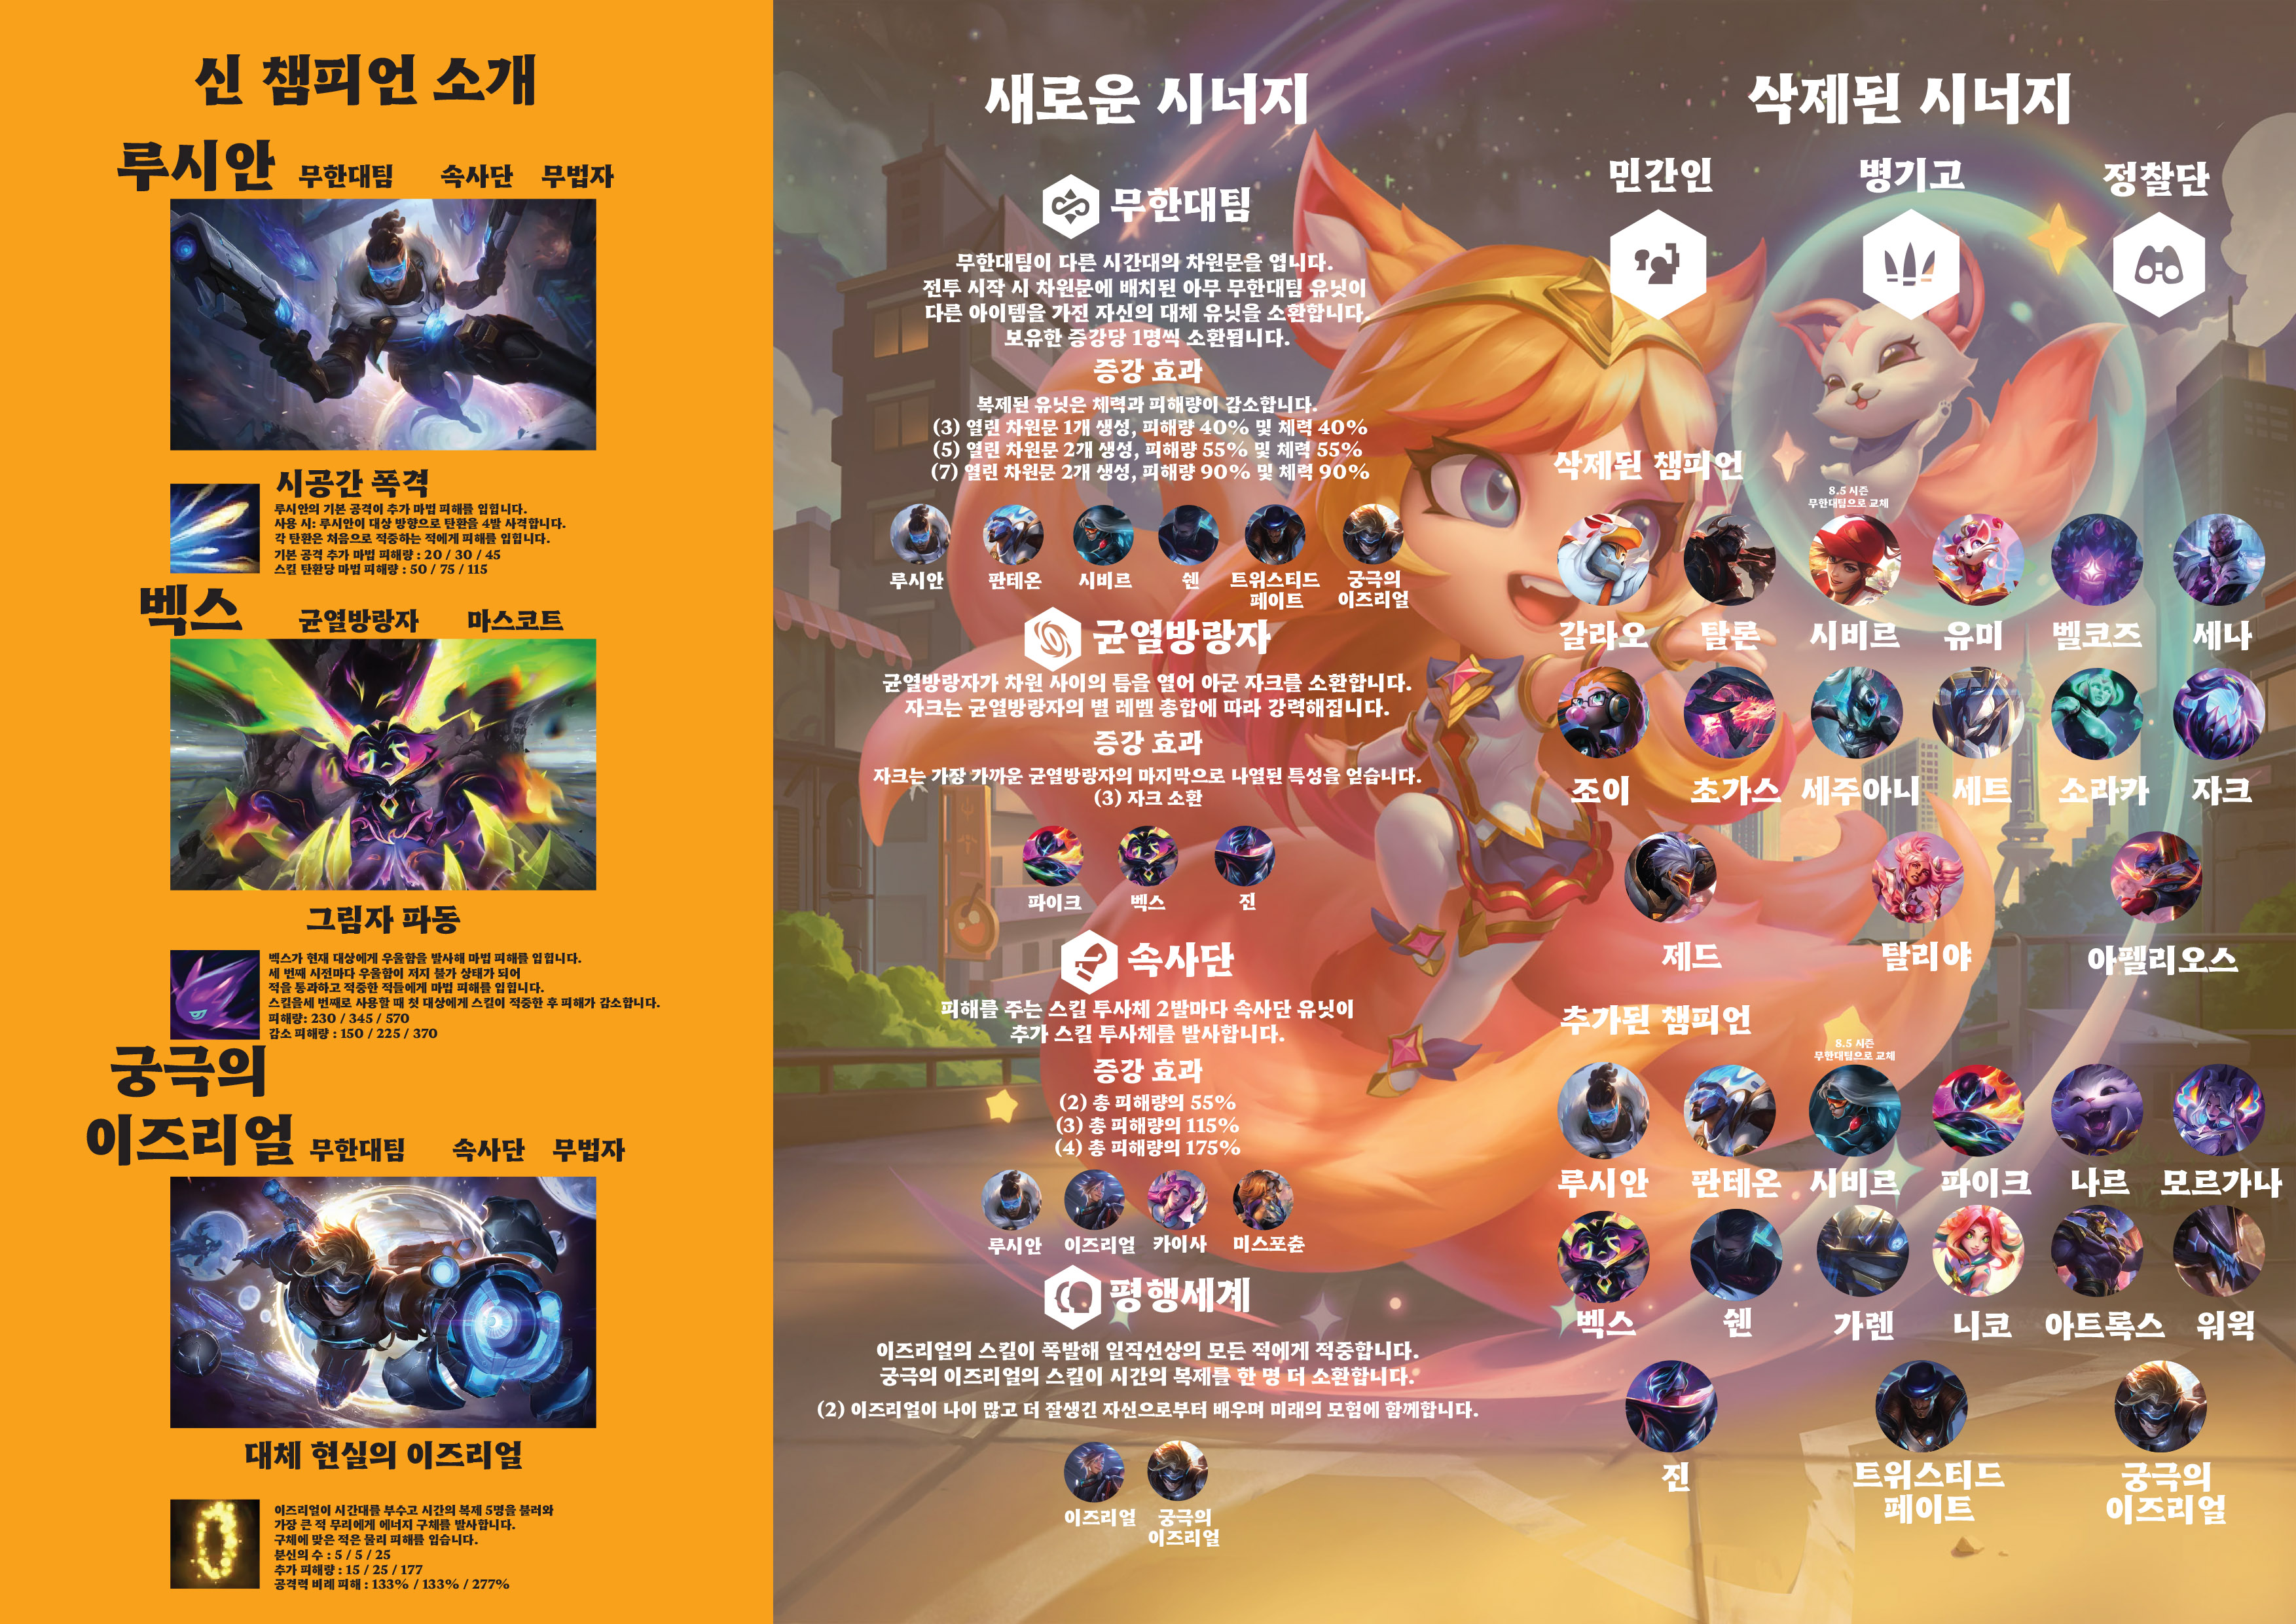 신 챔피언 소개
루시안 무한대팀 속사단 무법자
시공간 폭격
루시안의 기본 공격이 추가 마법 피해를 입힙니다.
사용 시: 루시안이 대상 방향으로 탄환을 4발 사격합니다.
각 탄환은 처음으로 적중하는 적에게 피해를 입힙니다.
기본 공격 추가 마법 피해량 : 20 / 30 / 45
스킬 탄환당 마법 피해량 : 50 / 75 / 115
벡스 균열방랑자 마스코트
그림자 파동
벡스가 현재 대상에게 우울함을 발사해 마법 피해를 입힙니다.
세 번째 시전마다 우울함이 저지 불가 상태가 되어
적을 통과하고 적중한 적들에게 마법 피해를 입힙니다.
스킬을세 번째로 사용할 때 첫 대상에게 스킬이 적중한 후 피해가 감소합니다.
피해량: 230 / 345 / 570
감소 피해량 : 150 / 225 / 370
궁극의
이즈리얼 무한대팀 속사단 무법자
대체 현실의 이즈리얼
이즈리얼이 시간대를 부수고 시간의 복제 5명을 불러와
가장 큰 적 무리에게 에너지 구체를 발사합니다.
구체에 맞은 적은 물리 피해를 입습니다.
분신의 수 : 5 / 5 / 25
추가 피해량 : 15 / 25 / 177
공격력 비례 피해 : 133% / 133% / 277%
새로운 시너지
무한대팀
무한대팀이 다른 시간대의 차원문을 엽니다.
전투 시작 시 차원문에 배치된 아무 무한대팀 유닛이
다른 아이템을 가진 자신의 대체 유닛을 소환합니다.
보유한 증강당 1명씩 소환됩니다.
증강 효과
복제된 유닛은 체력과 피해량이 감소합니다.
(3) 열린 차원문 1개 생성, 피해량 40% 및 체력 40%
(5) 열린 차원문 2개 생성, 피해량 55% 및 체력 55%
(7) 열린 차원문 2개 생성, 피해량 90% 및 체력 90%
루시안 판테온 시비르 쉔 트위스티드 궁극의
페이트 이즈리얼
균열방랑자
균열방랑자가 차원 사이의 틈을 열어 아군 자크를 소환합니다.
자크는 균열방랑자의 별 레벨 총합에 따라 강력해집니다.
증강 효과
자크는 가장 가까운 균열방랑자의 마지막으로 나열된 특성을 얻습니다.
(3) 자크 소환
파이크 벡스 진
속사단
피해를 주는 스킬 투사체 2발마다 속사단 유닛이
추가 스킬 투사체를 발사합니다.
증강 효과
(2) 총 피해량의 55%
(3) 총 피해량의 115%
(4) 총 피해량의 175%
루시안 이즈리얼 카이사 미스포츈
평행세계
이즈리얼의 스킬이 폭발해 일직선상의 모든 적에게 적중합니다.
궁극의 이즈리얼의 스킬이 시간의 복제를 한 명 더 소환합니다.
(2) 이즈리얼이 나이 많고 더 잘생긴 자신으로부터 배우며 미래의 모험에 함께합니다.
이즈리얼 궁극의
이즈리얼
삭제된 시너지
민간인 병기고 정찰단
삭제된 챔피언
8.5 시즌
무한대팀으로 교체
갈라오 탈론 시비르 유미 벨코즈 세나
조이 초가스 세주아니 세트 소라카 자크
제드 탈리야 아펠리오스
추가된 챔피언
8.5 시즌
무한대팀으로 교체
루시안 판테온 시비르 파이크 나르 모르가나
벡스 쉔 가렌 니코 아트록스 워윅
진 트위스티드 궁극의
페이트 이즈리얼